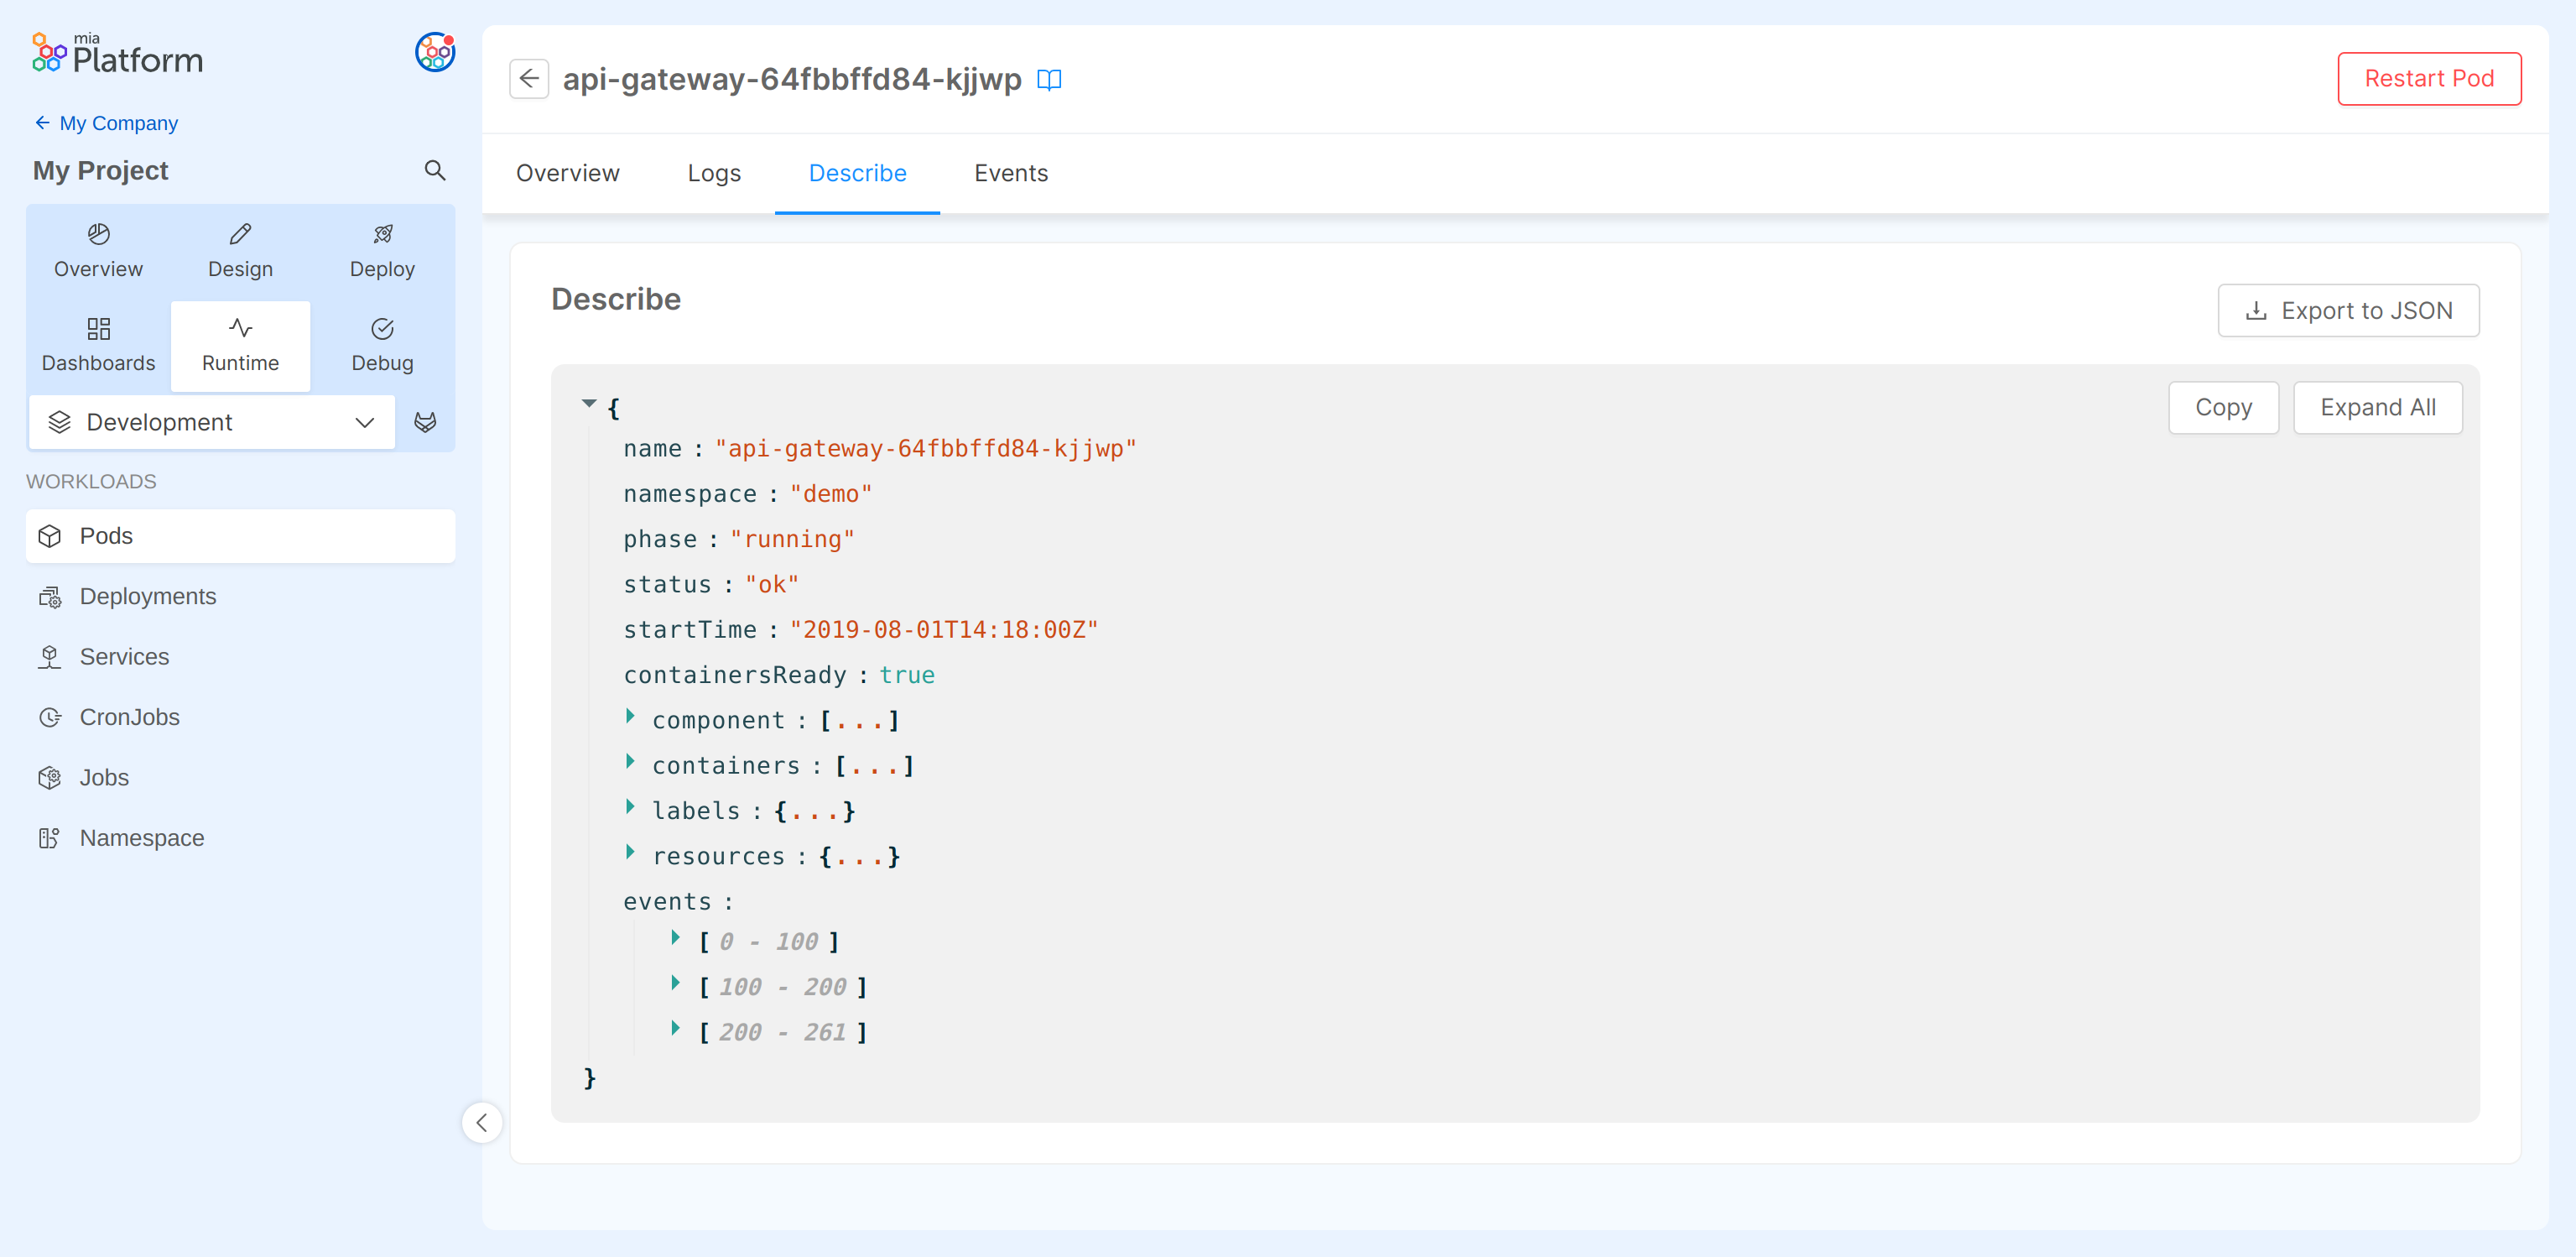 mia
Platform
My Company
My Project
Overview
Design
Deploy
Dashboards
Runtime
Debug
Development
WORKLOADS
Pods
Deployments
Services
CronJobs
Jobs
Namespace
api-gateway-64fbbffd84-kjjwp
Restart Pod
Overview
Logs
Describe
Events
Describe
Export to JSON
Copy
Expand All
{
name : "api-gateway-64fbbffd84-kjjwp"
namespace : "demo"
phase : "running"
status : "ok"
startTime : "2019-08-01T14:18:00Z"
containersReady : true
component : [...]
containers : [...]
labels : {...}
resources : {...}
events :
[ 0 - 100 ]
[ 100 - 200 ]
[ 200 - 261 ]
}